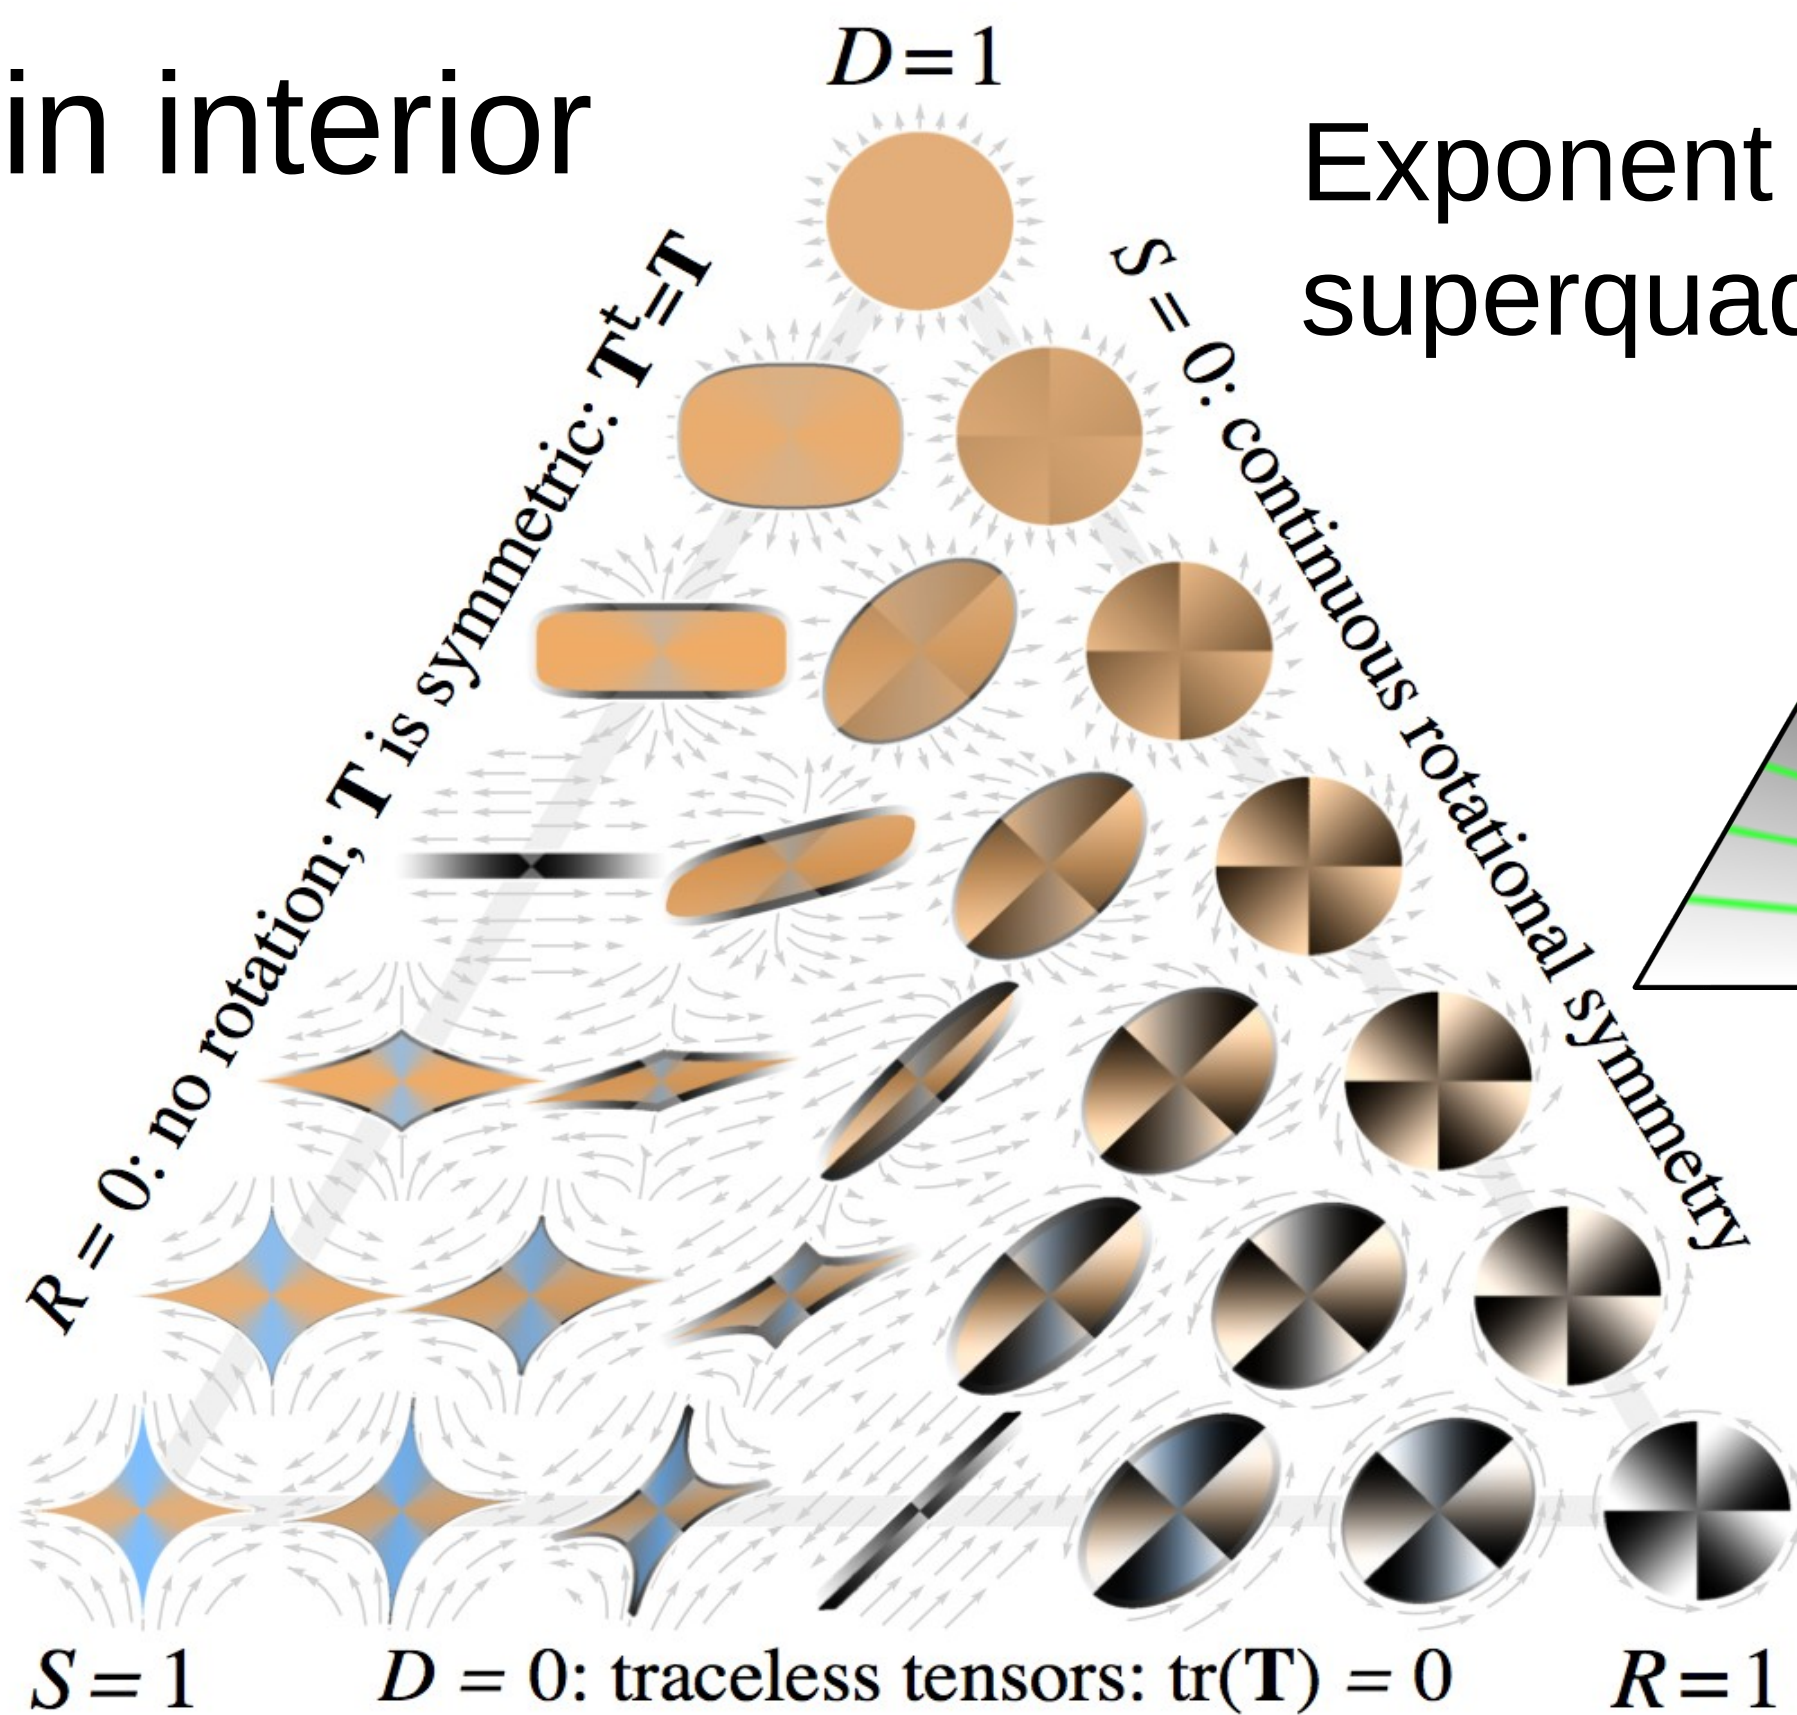 in interior
D=1
Exponent
superquad
R = 0: no rotation; T is symmetric: Tᵗ=T
S = 0: continuous rotational symmetry
S = 1
D = 0: traceless tensors: tr(T) = 0
R=1